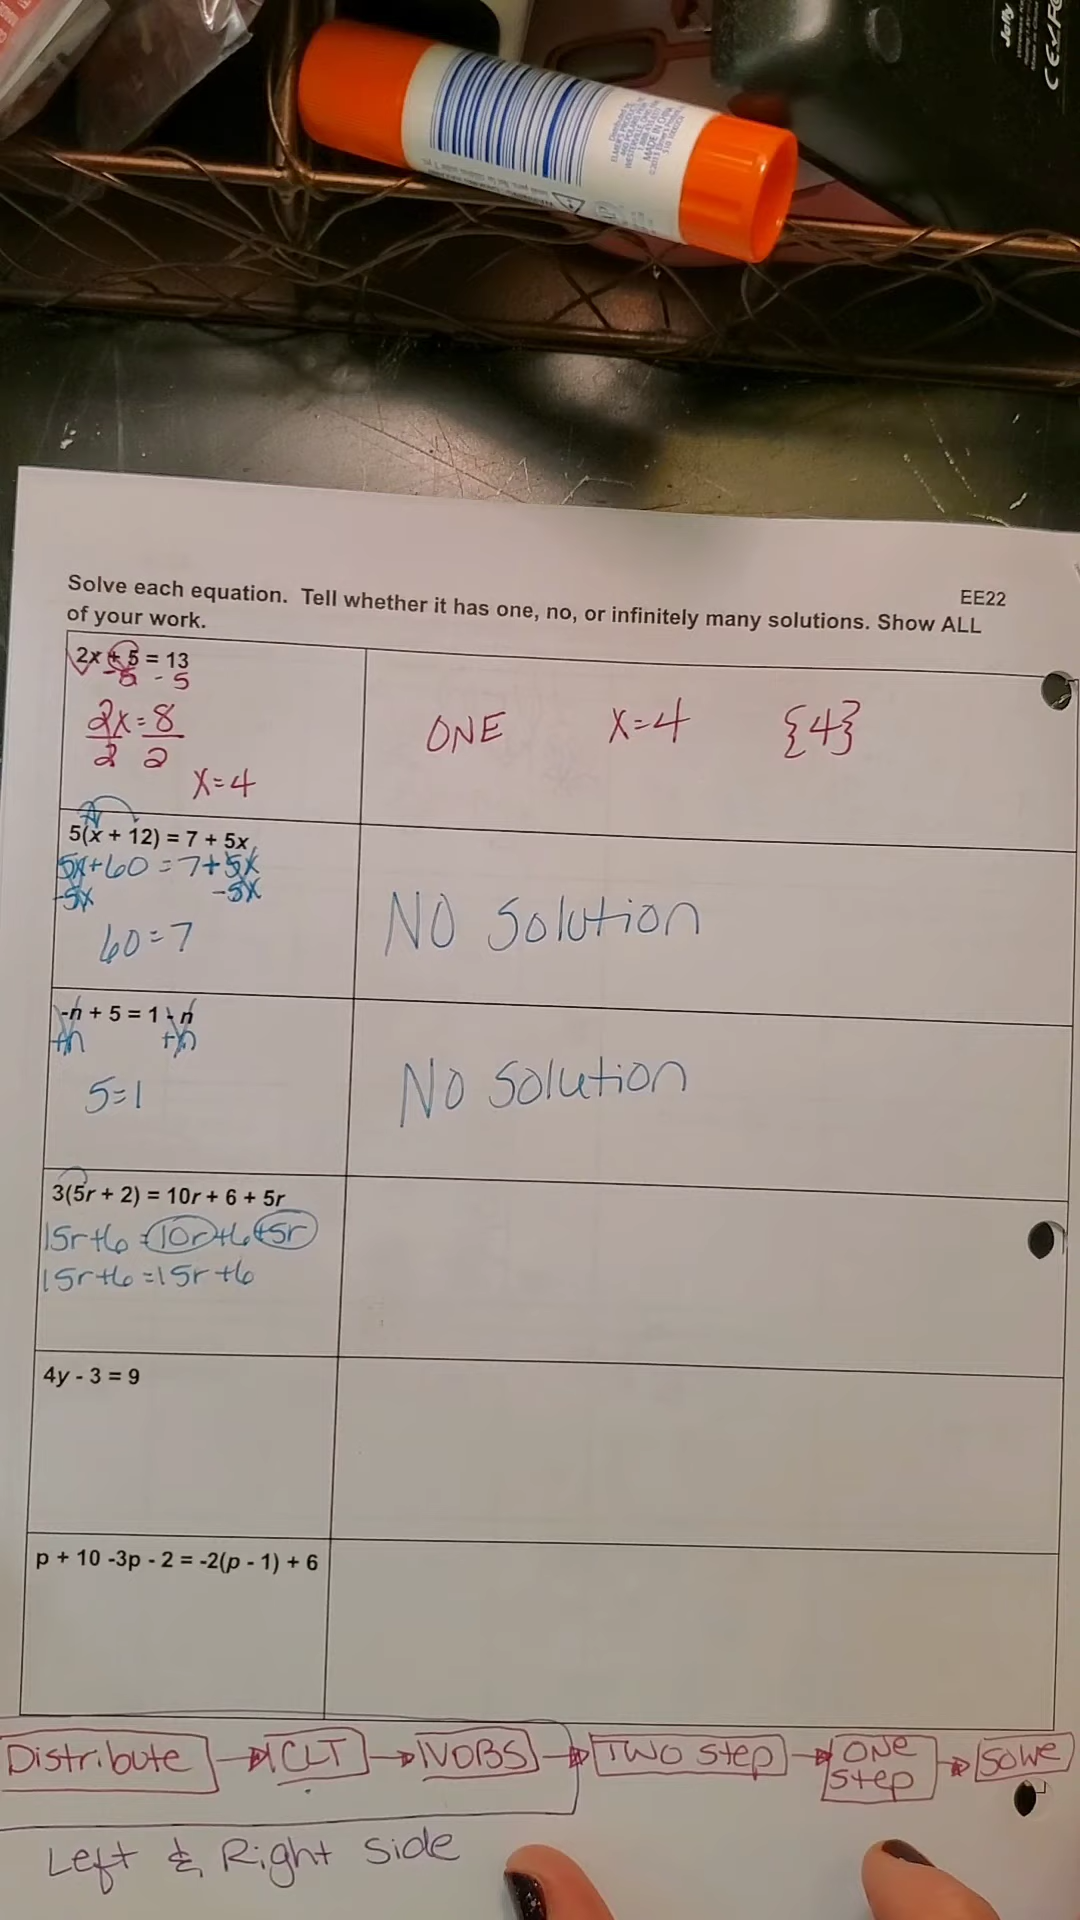 Jelly
MADE IN CHINA
EE22
Solve each equation. Tell whether it has one, no, or infinitely many solutions. Show ALL
of your work.
2x + 5 = 13
-5 -5
2x = 8
2 2
x=4
ONE x=4 {4}
5(x + 12) = 7 + 5x
5x+60 = 7+5x
-5x -5x
60=7
NO Solution
-n + 5 = 1 - n
+n +n
5=1
No Solution
3(5r + 2) = 10r + 6 + 5r
15r+6 = 10r+6+5r
15r+6=15r+6
4y - 3 = 9
p + 10 -3p - 2 = -2(p - 1) + 6
Distribute CLT VOBS TWO Step ONE Step Solve
Left & Right Side